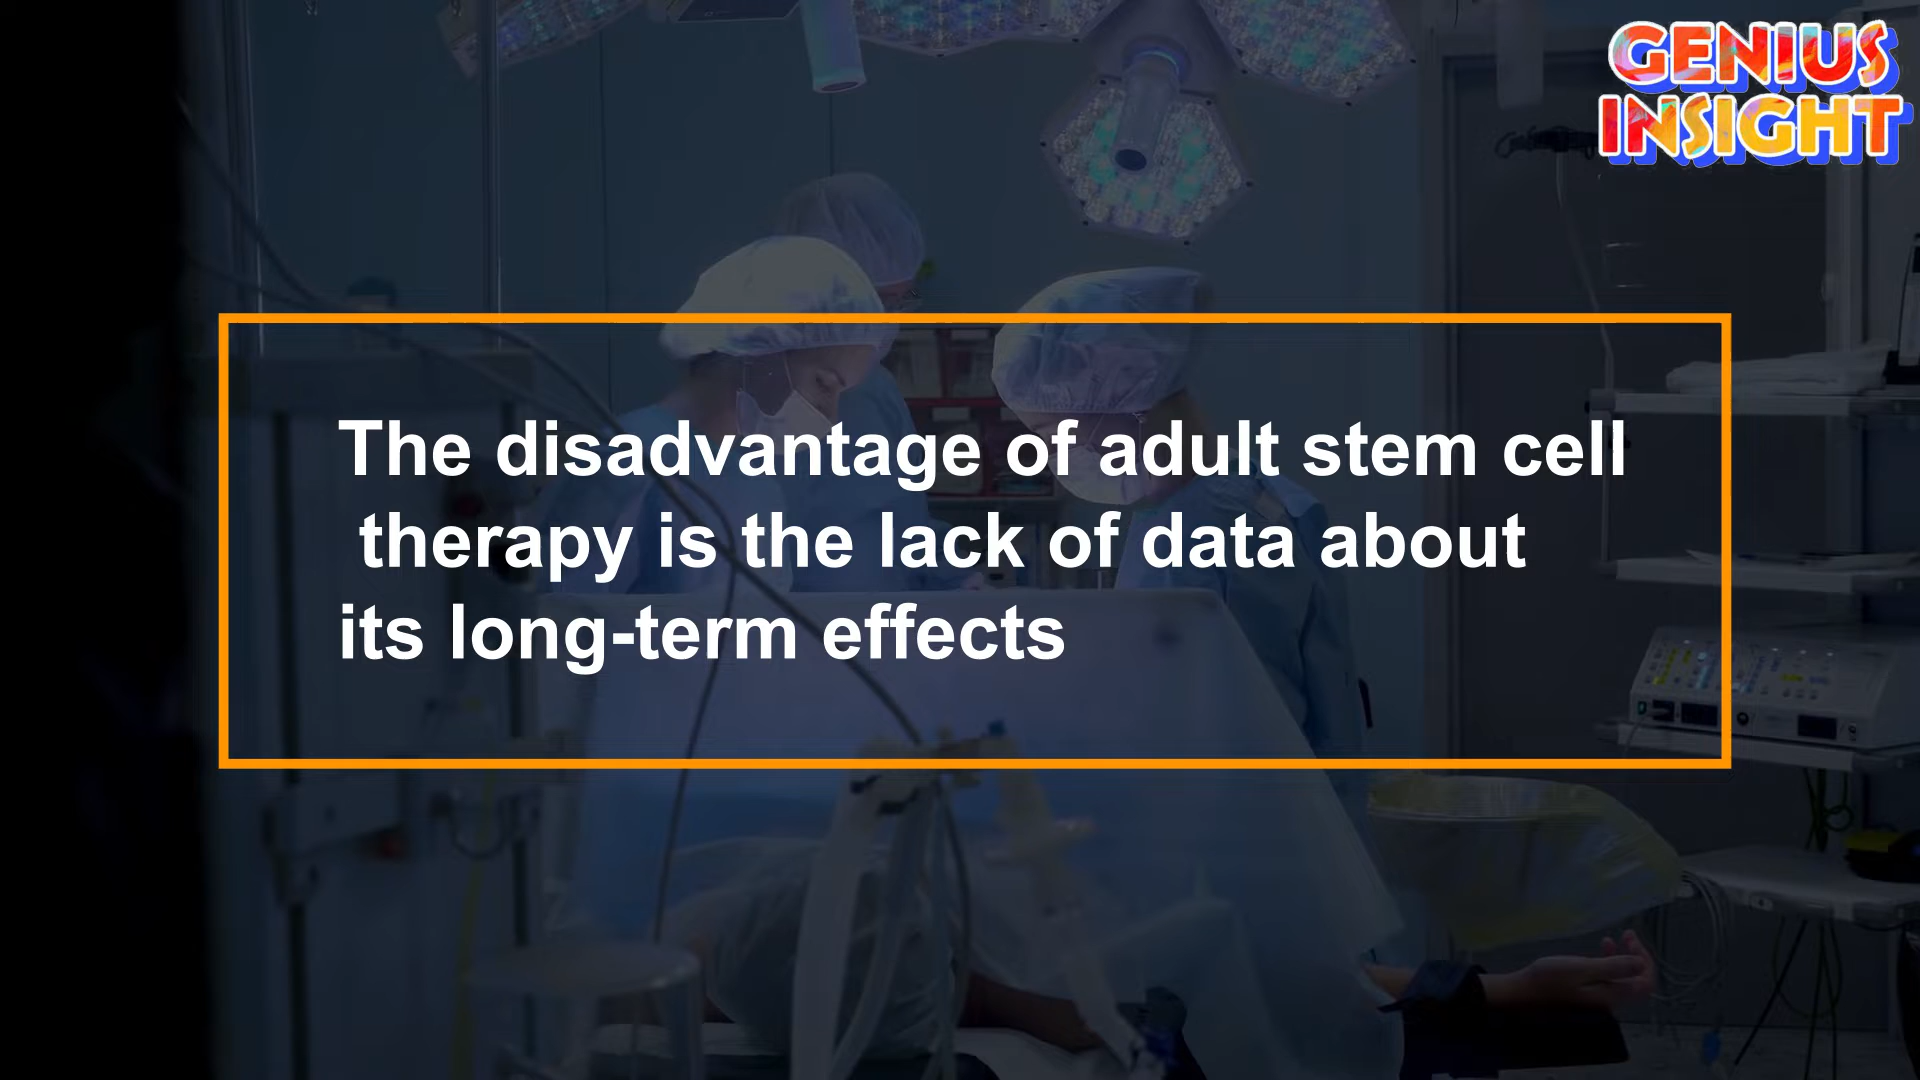 GENIUS
INSIGHT
The disadvantage of adult stem cell
therapy is the lack of data about
its long-term effects